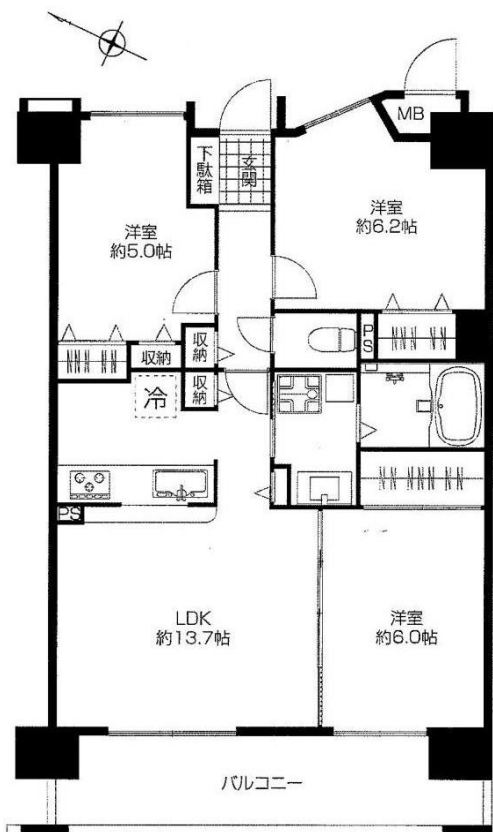 MB
下駄箱
玄関
洋室
約5.0帖
洋室
約6.2帖
収納
収納
PS
冷
収納
PS
LDK
約13.7帖
洋室
約6.0帖
バルコニー